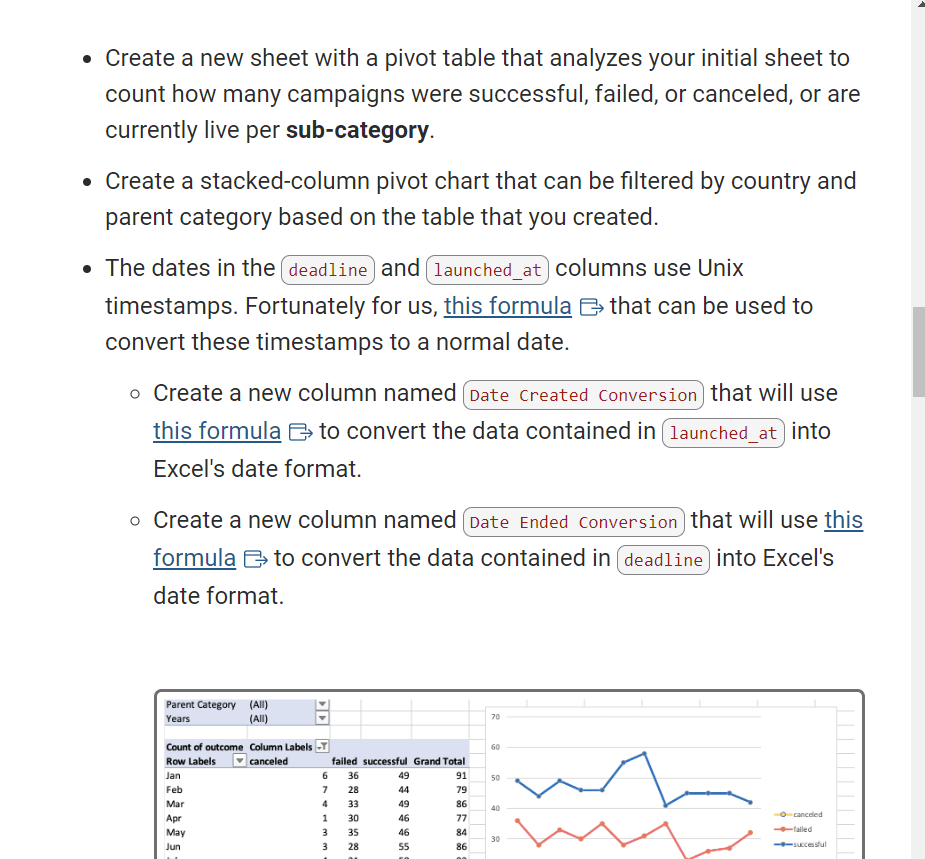 Create a new sheet with a pivot table that analyzes your initial sheet to
count how many campaigns were successful, failed, or canceled, or are
currently live per sub-category.
Create a stacked-column pivot chart that can be filtered by country and
parent category based on the table that you created.
The dates in the deadline and launched_at columns use Unix
timestamps. Fortunately for us, this formula that can be used to
convert these timestamps to a normal date.
Create a new column named Date Created Conversion that will use
this formula to convert the data contained in launched_at into
Excel's date format.
Create a new column named Date Ended Conversion that will use this
formula to convert the data contained in deadline into Excel's
date format.
Parent Category (All)
Years (All)
Count of outcome Column Labels
Row Labels canceled failed successful Grand Total
Jan 6 36 49 91
Feb 7 28 44 79
Mar 4 33 49 86
Apr 1 30 46 77
May 3 35 46 84
Jun 3 28 55 86
70
60
50
40
30
canceled
failed
successful